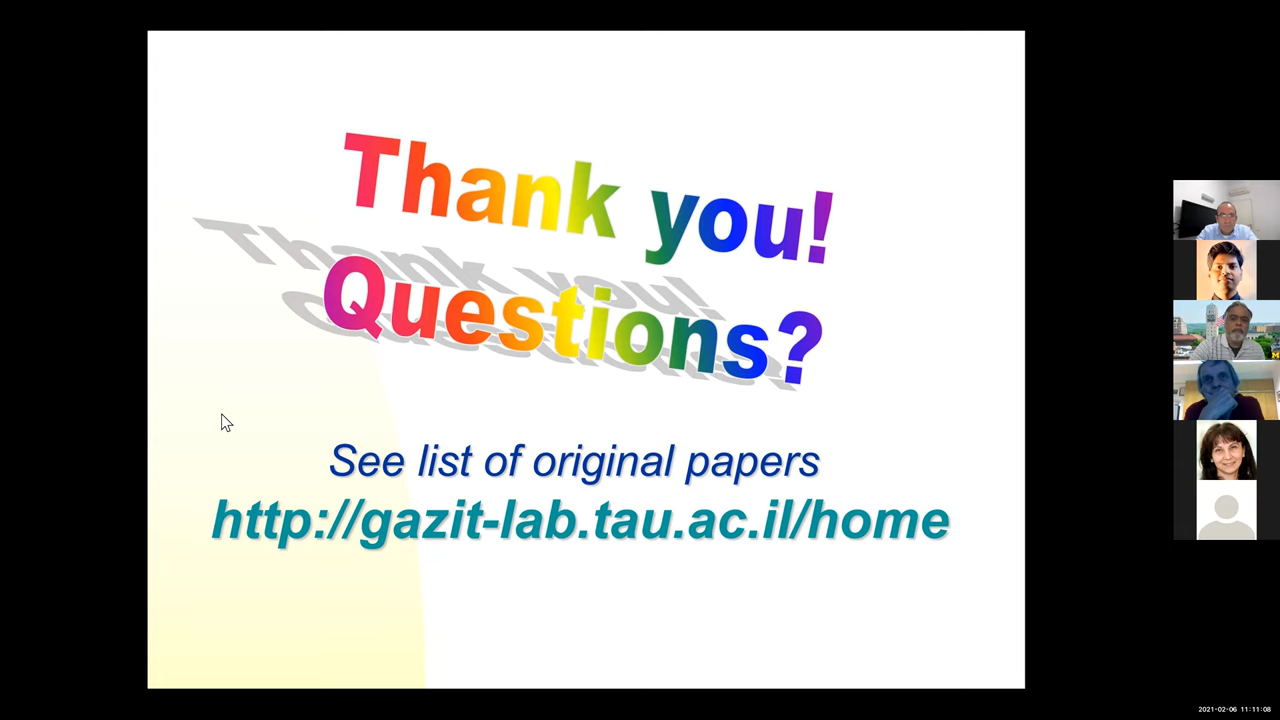 Thank you!
Questions?
See list of original papers
http://gazit-lab.tau.ac.il/home
M
2021-02-06 11:11:08